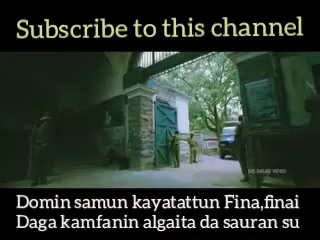 Subscribe to this channel
Domin samun kayatattun Fina,finai
Daga kamfanin algaita da sauran su